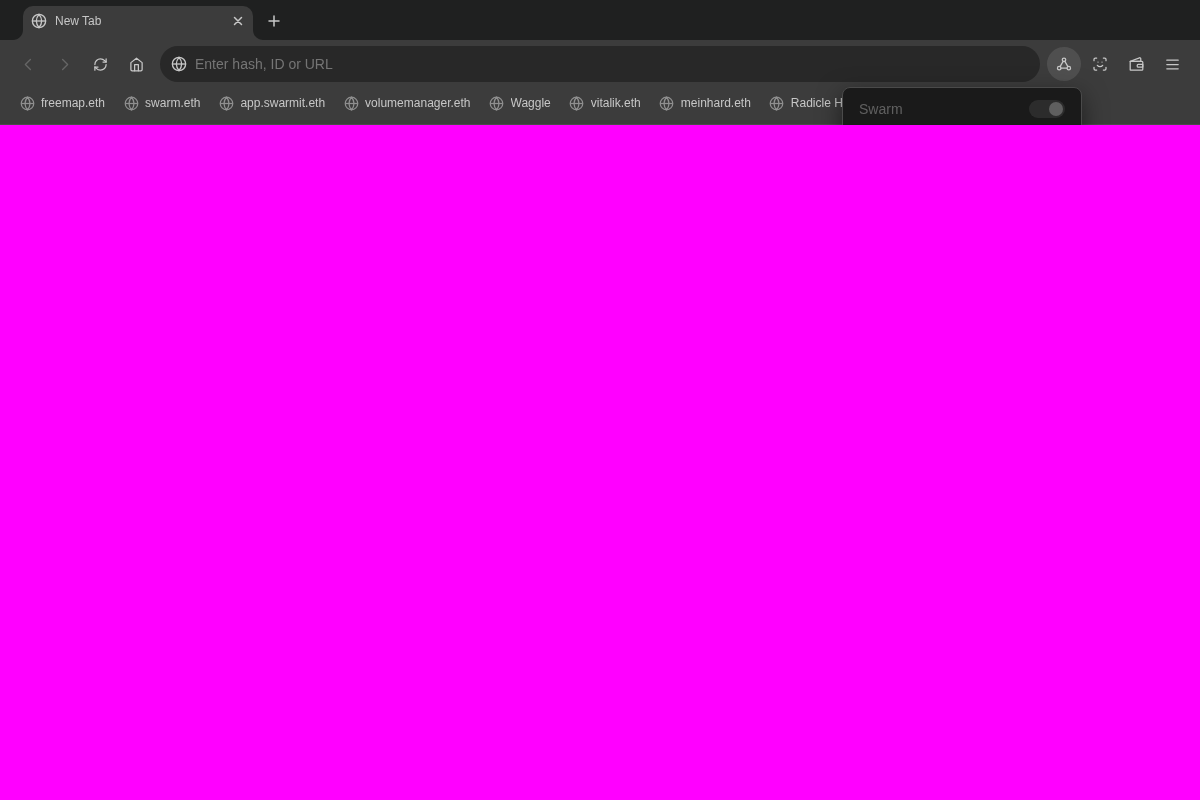 New Tab
Enter hash, ID or URL
freemap.eth swarm.eth app.swarmit.eth volumemanager.eth Waggle vitalik.eth meinhard.eth Radicle H
Swarm